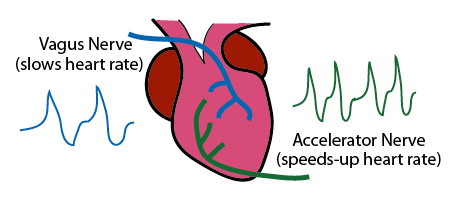 Vagus Nerve
(slows heart rate)
Accelerator Nerve
(speeds-up heart rate)